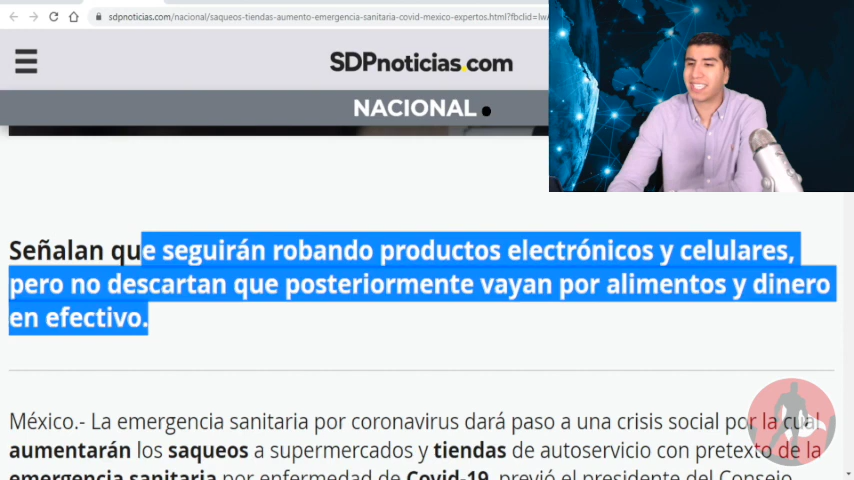 sdpnoticias.com/nacional/saqueos-tiendas-aumento-emergencia-sanitaria-covid-mexico-expertos.html?fbclid=IwA
SDPnoticias.com
NACIONAL
Señalan que seguirán robando productos electrónicos y celulares,
pero no descartan que posteriormente vayan por alimentos y dinero
en efectivo.
México.- La emergencia sanitaria por coronavirus dará paso a una crisis social por la cual
aumentarán los saqueos a supermercados y tiendas de autoservicio con pretexto de la
emergencia sanitaria por enfermedad de Covid-19, previó el presidente del Consejo